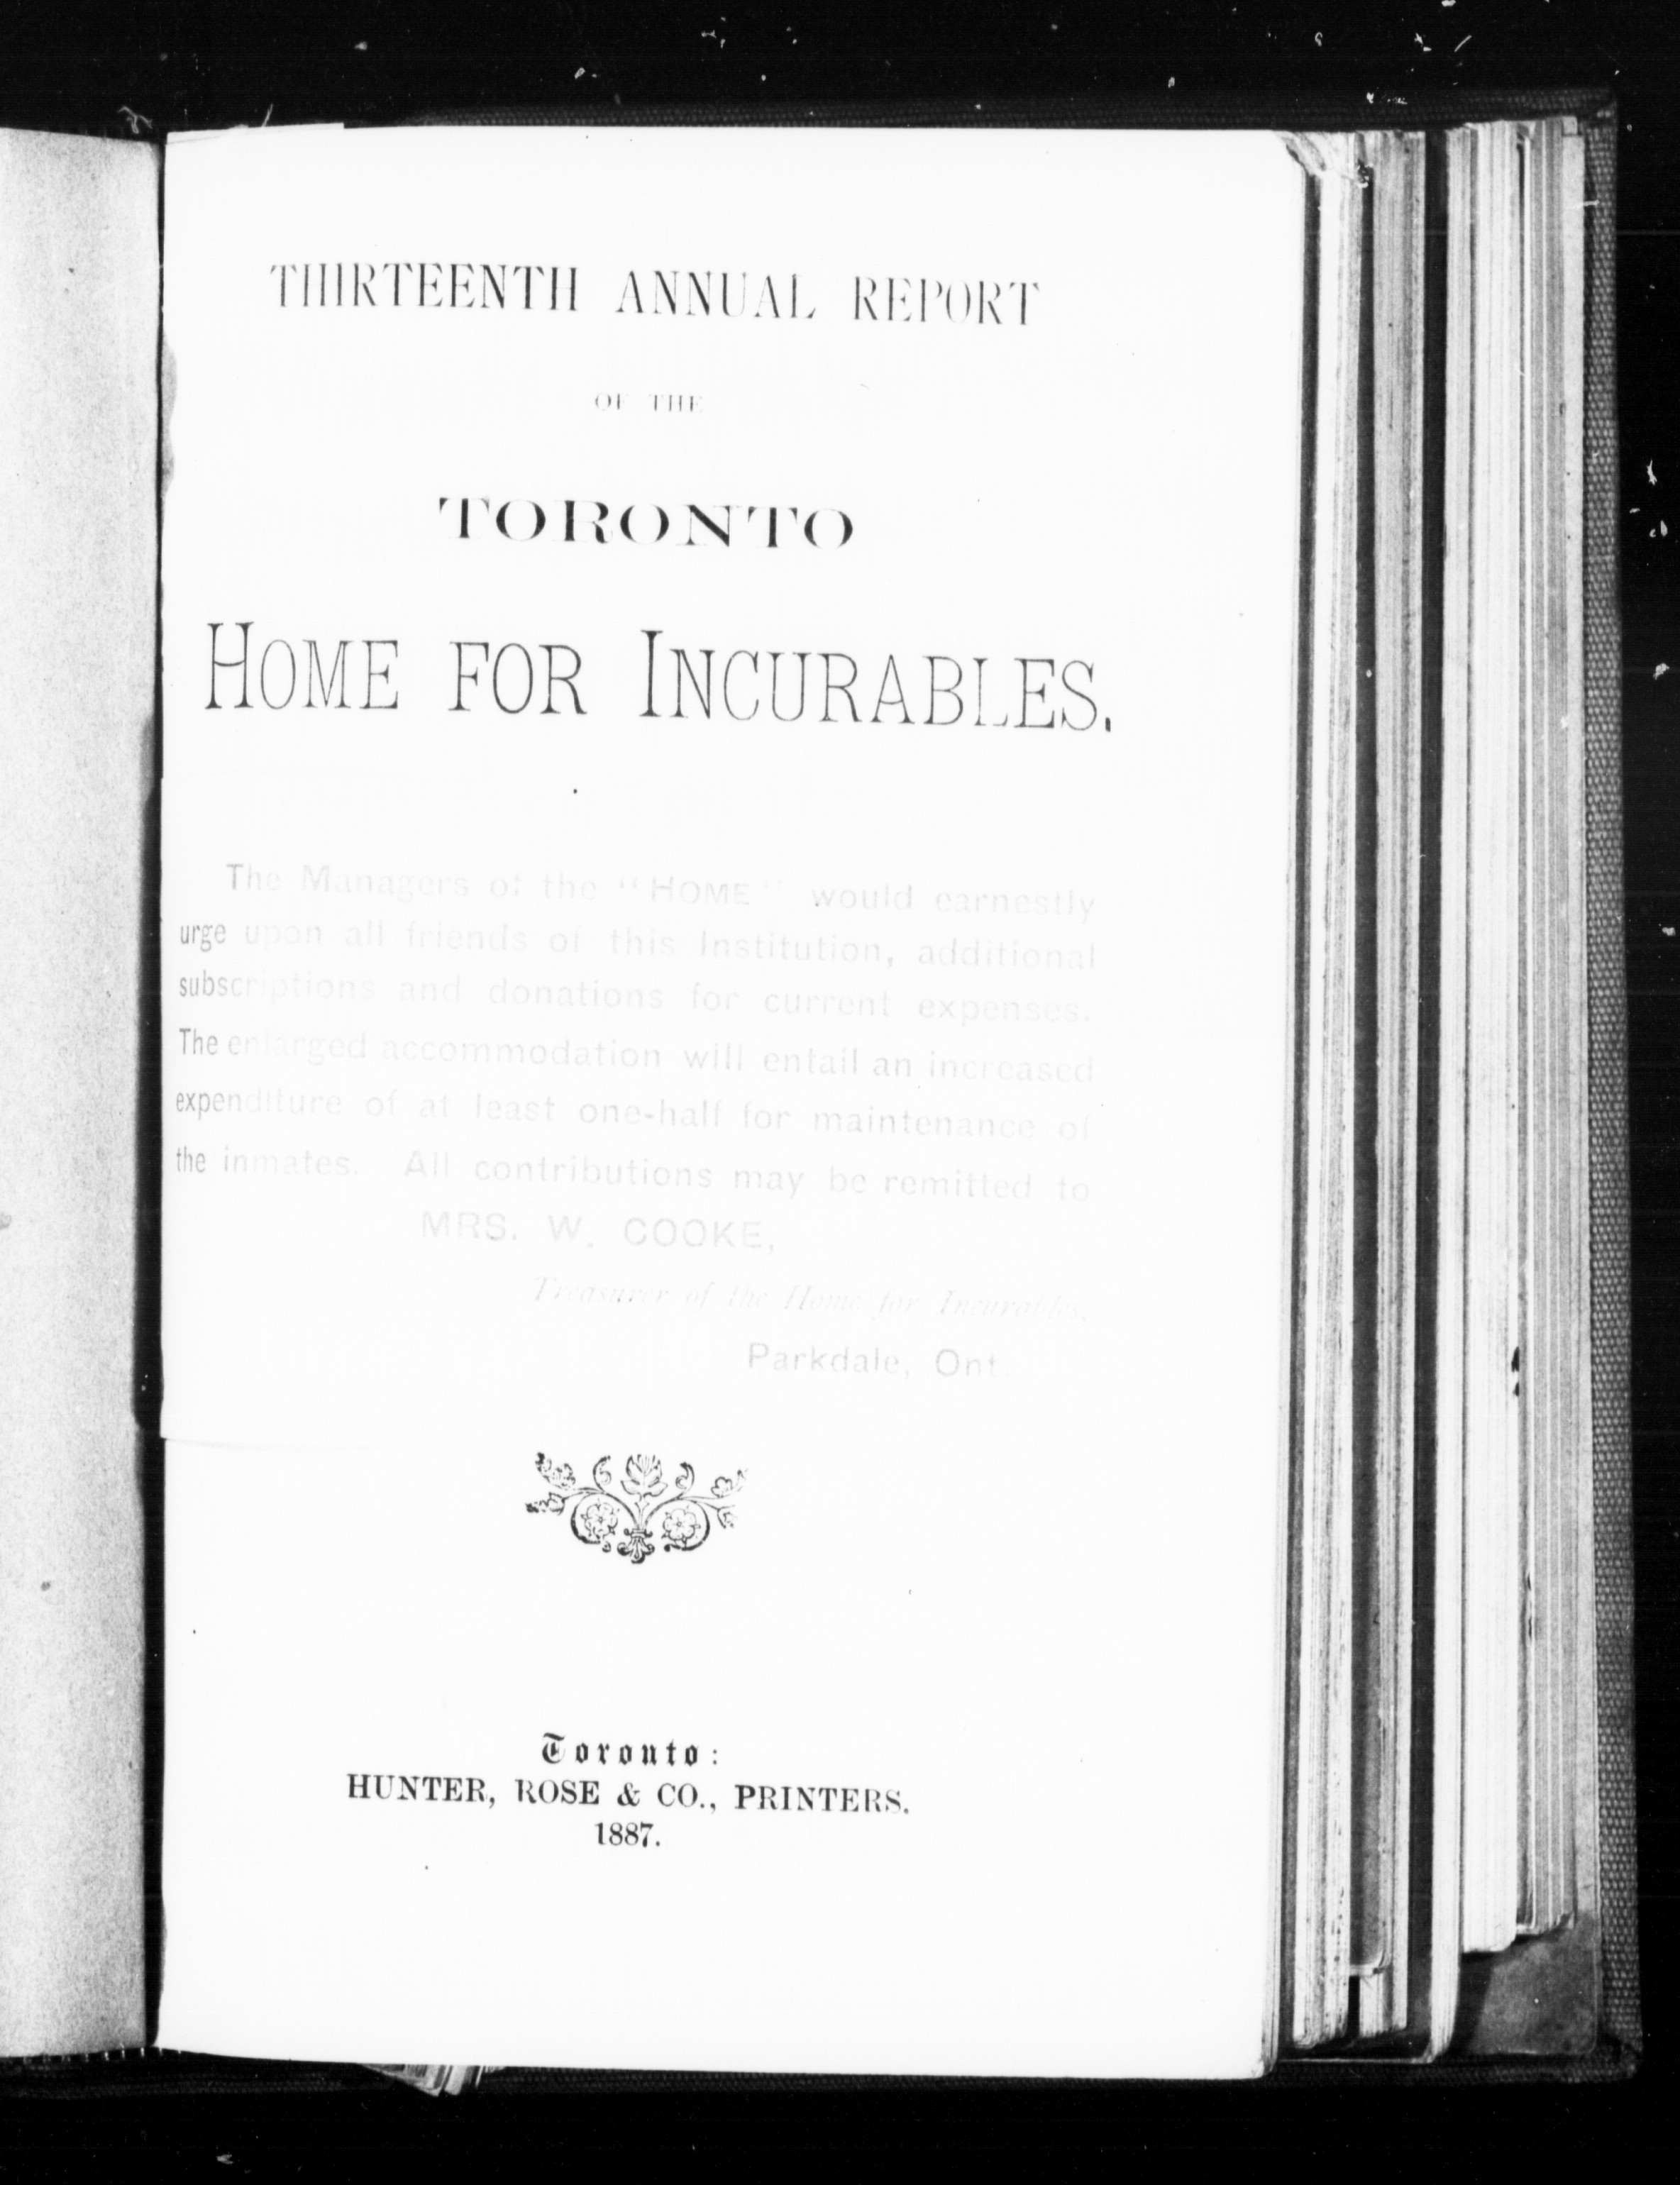 THIRTEENTH ANNUAL REPORT
OF THE
TORONTO
HOME FOR INCURABLES.
The Managers of the "HOME" would earnestly
urge upon all friends of this Institution, additional
subscriptions and donations for current expenses.
The enlarged accommodation will entail an increased
expenditure of at least one-half for maintenance of
the inmates. All contributions may be remitted to
MRS. W. COOKE,
Treasurer of the Home for Incurables,
Parkdale, Ont.
Toronto:
HUNTER, ROSE & CO., PRINTERS.
1887.